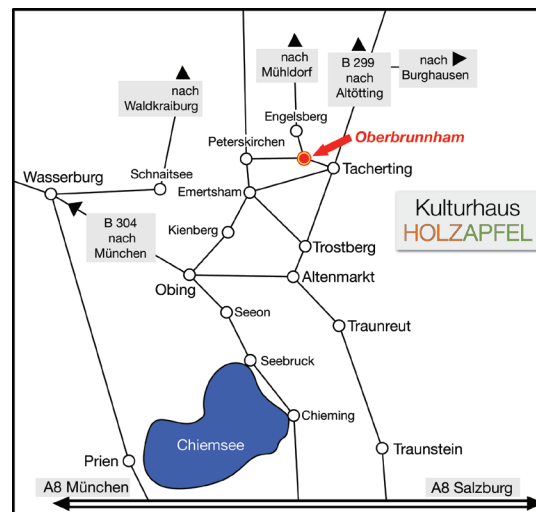 nach
Mühldorf
B 299
nach
Altötting
nach
Burghausen
nach
Waldkraiburg
Engelsberg
Oberbrunnham
Peterskirchen
Tacherting
Schnaitsee
Wasserburg
Emertsham
Kulturhaus
HOLZAPFEL
B 304
nach
München
Kienberg
Trostberg
Obing
Altenmarkt
Seeon
Traunreut
Seebruck
Chieming
Chiemsee
Traunstein
Prien
A8 München
A8 Salzburg